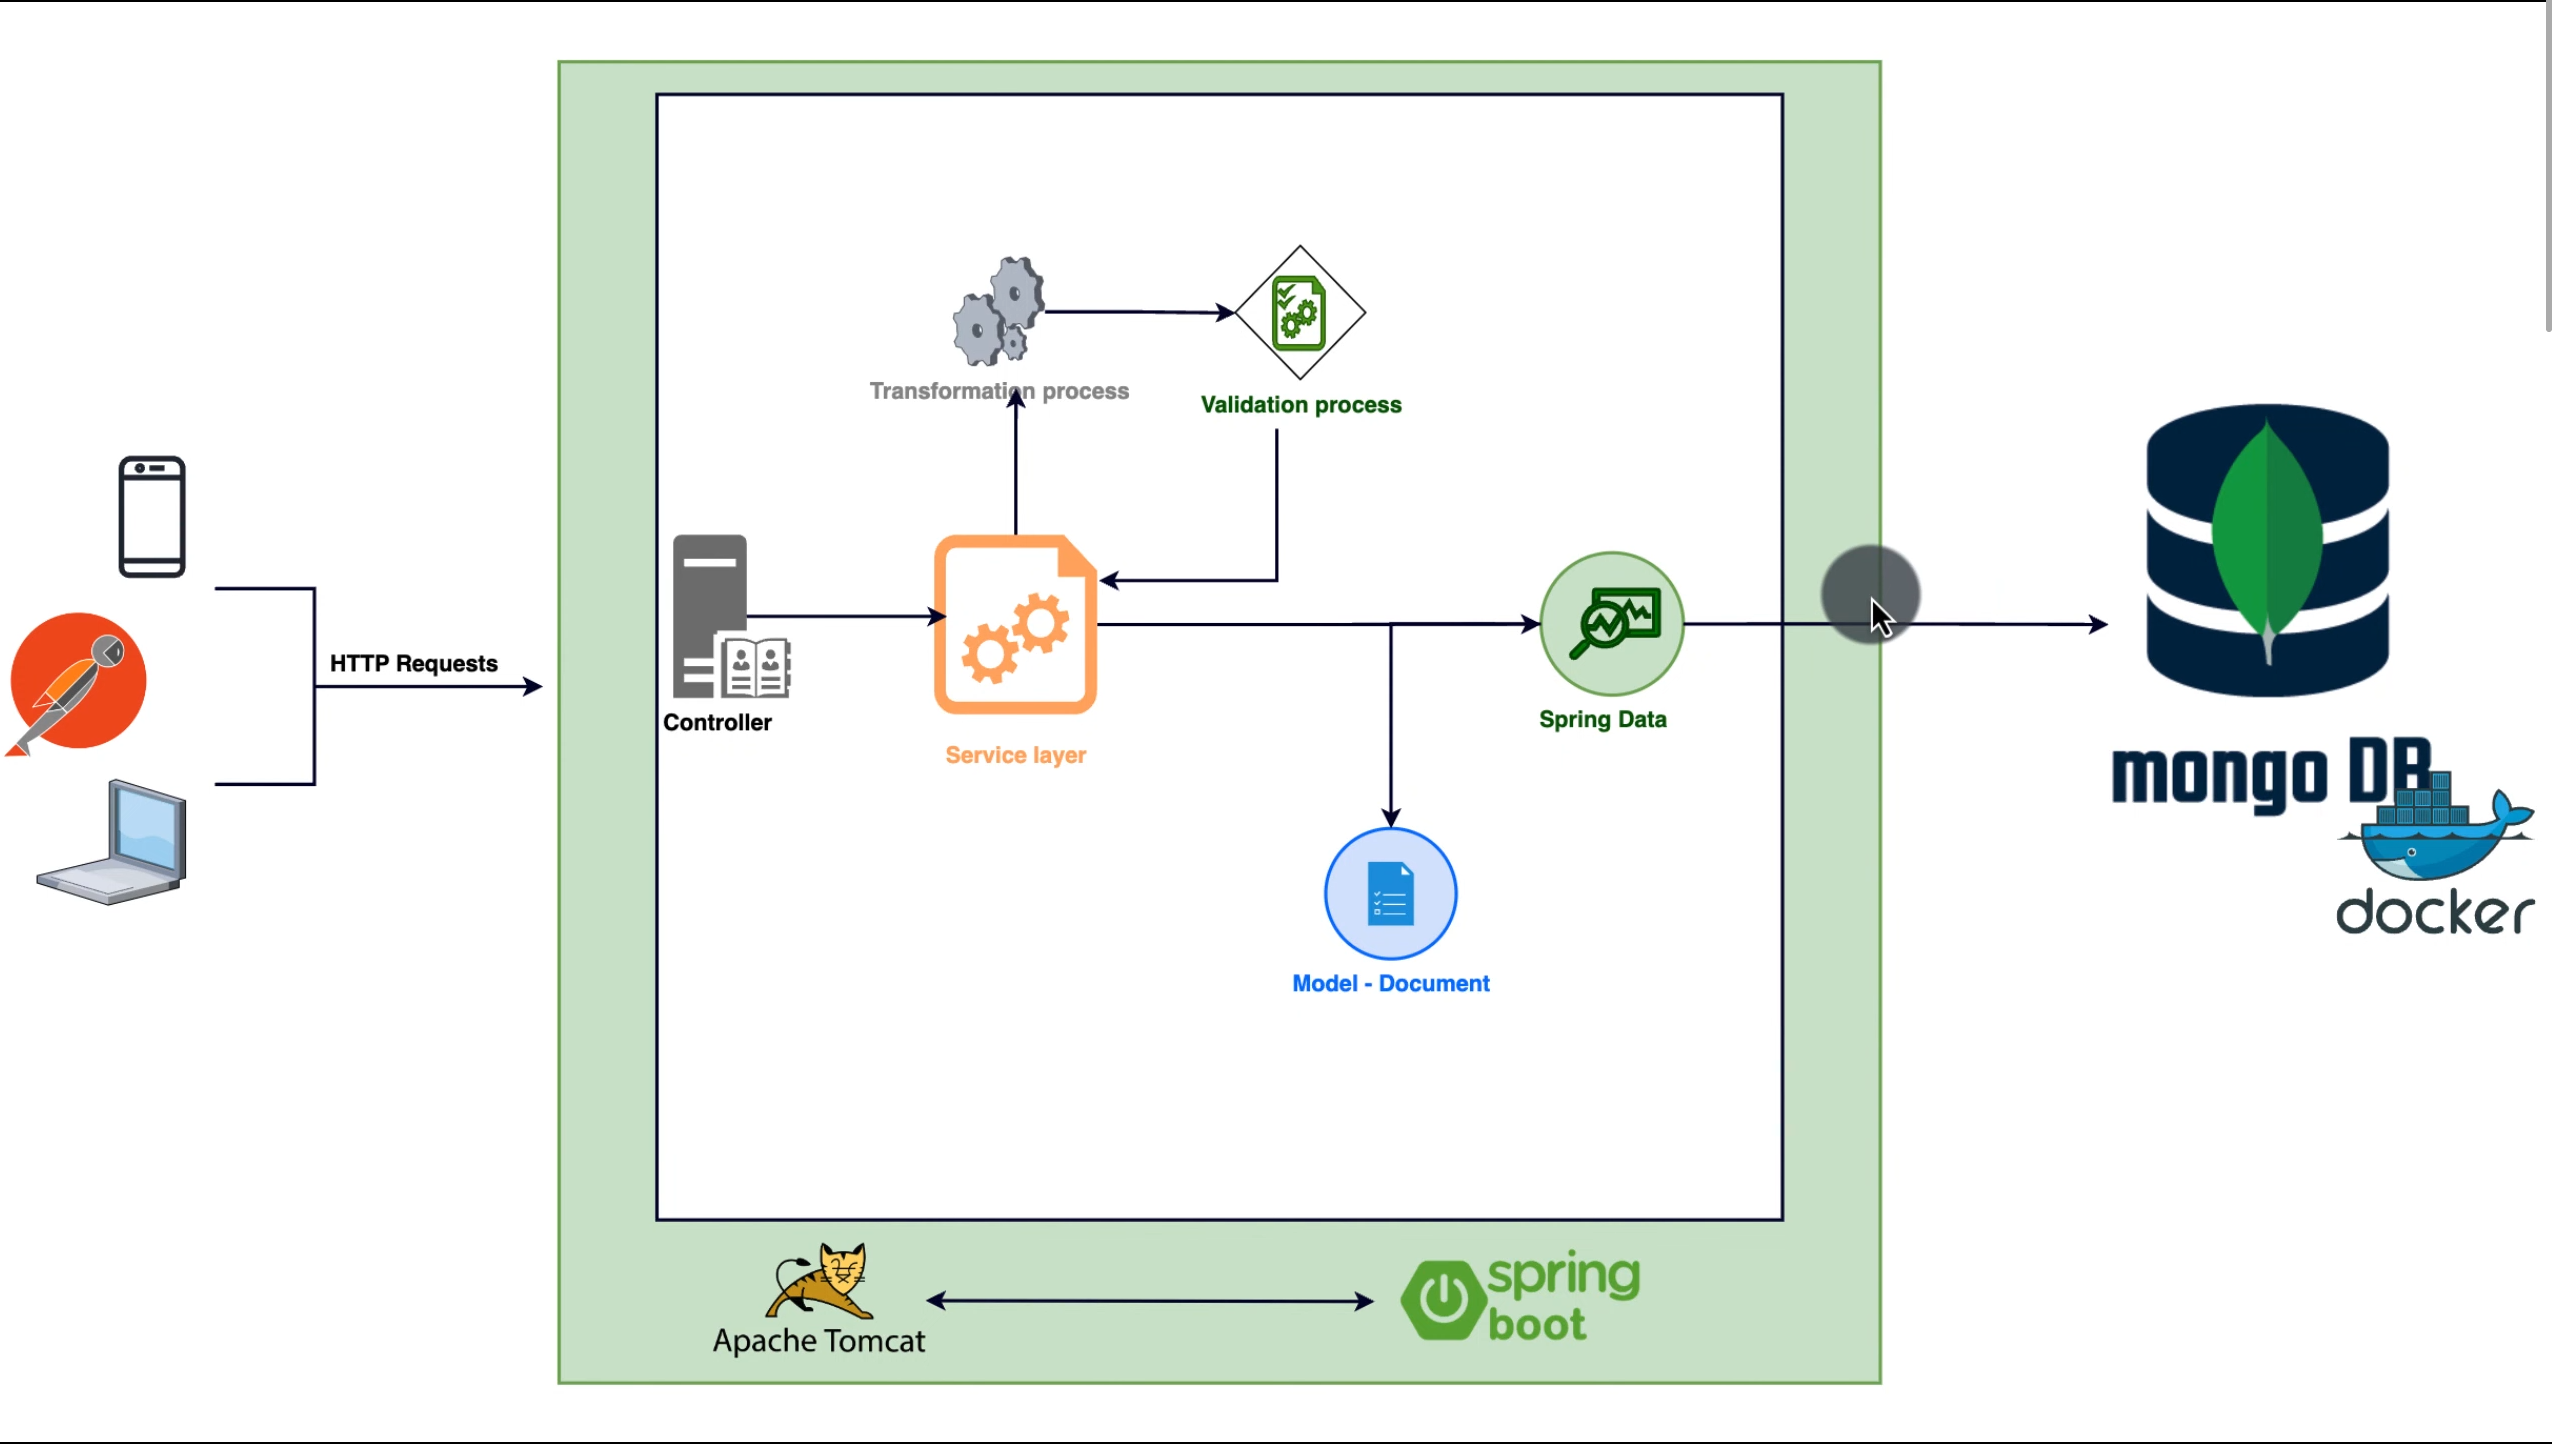 Transformation process
Validation process
HTTP Requests
Controller
Service layer
Spring Data
mongo DB
docker
Model - Document
Apache Tomcat
spring
boot